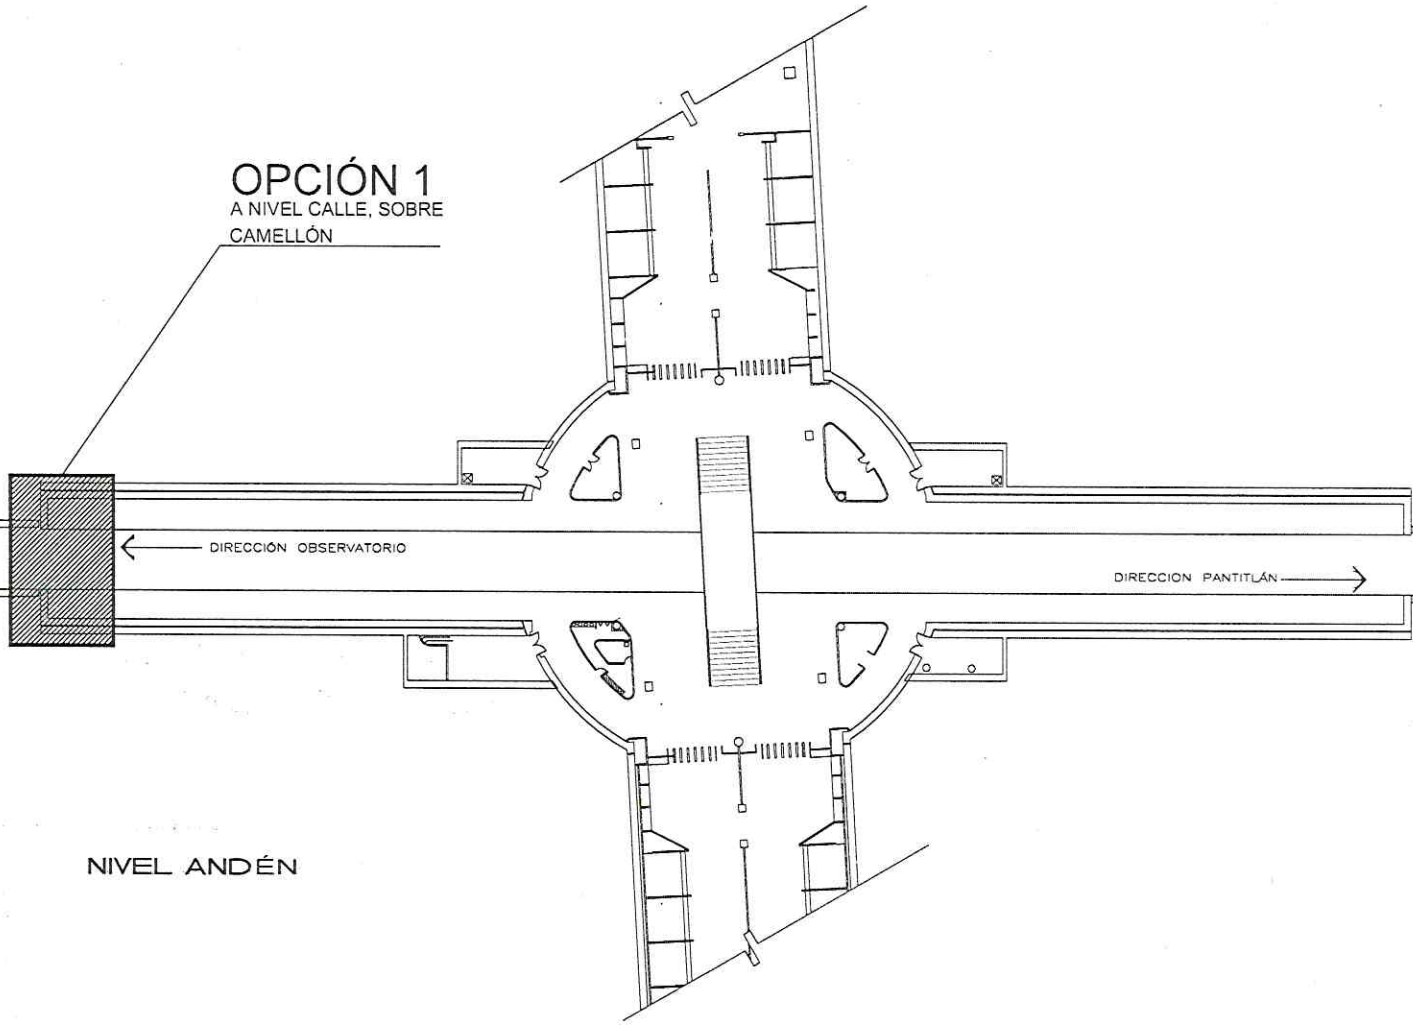 OPCIÓN 1
A NIVEL CALLE, SOBRE
CAMELLÓN
DIRECCIÓN OBSERVATORIO
DIRECCION PANTITLÁN
NIVEL ANDÉN